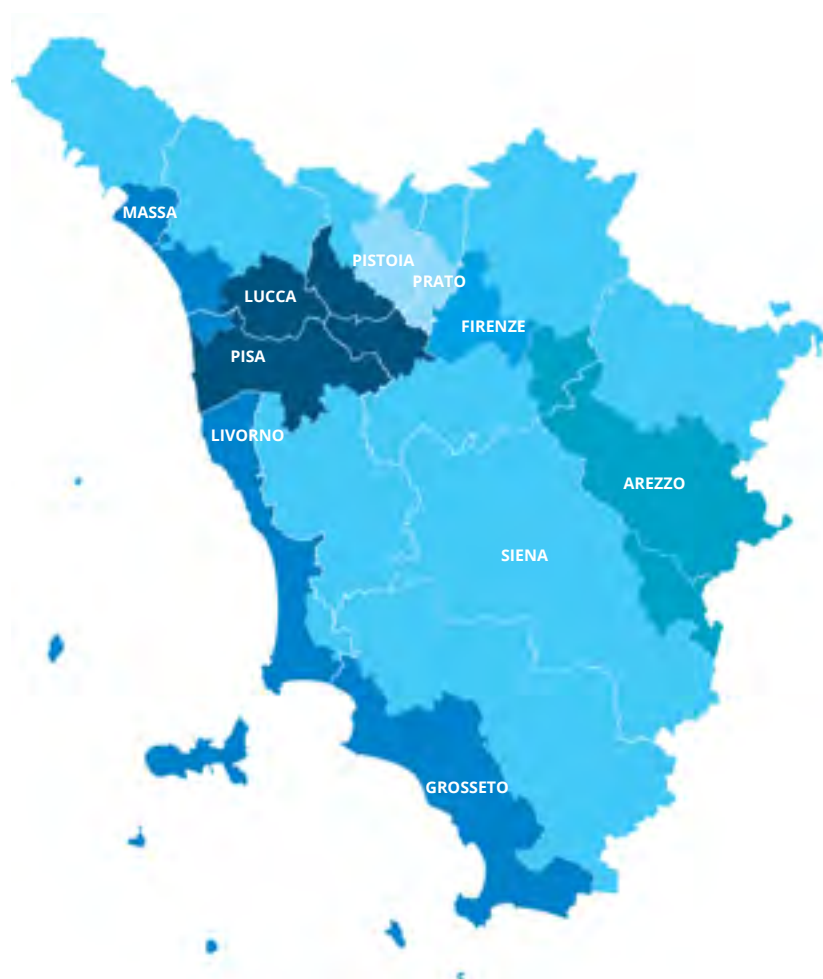 MASSA
PISTOIA
PRATO
LUCCA
FIRENZE
PISA
LIVORNO
AREZZO
SIENA
GROSSETO